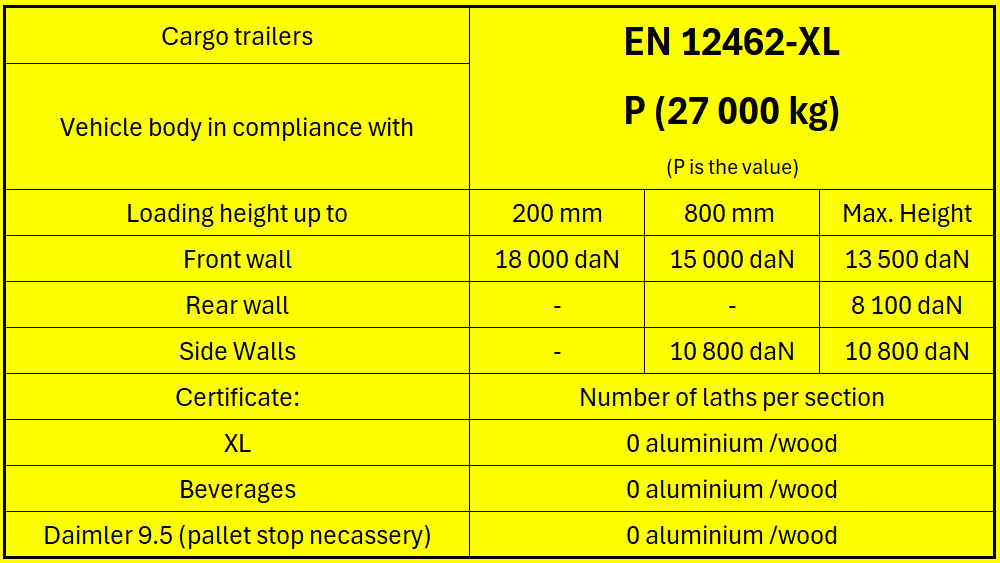 Cargo trailers
EN 12462-XL
P (27 000 kg)
(P is the value)
Vehicle body in compliance with
Loading height up to 200 mm 800 mm Max. Height
Front wall 18 000 daN 15 000 daN 13 500 daN
Rear wall - - 8 100 daN
Side Walls - 10 800 daN 10 800 daN
Certificate: Number of laths per section
XL 0 aluminium /wood
Beverages 0 aluminium /wood
Daimler 9.5 (pallet stop necassery) 0 aluminium /wood